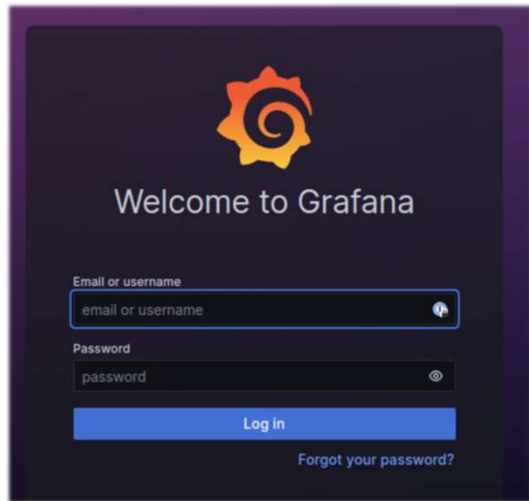 Welcome to Grafana
Email or username
email or username
Password
password
Log in
Forgot your password?